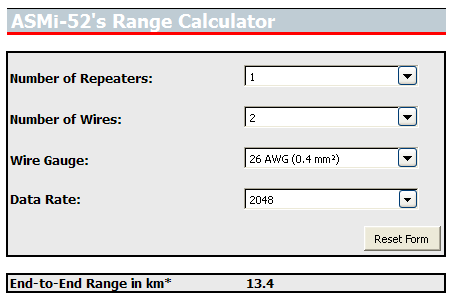 ASMi-52's Range Calculator
Number of Repeaters: 1
Number of Wires: 2
Wire Gauge: 26 AWG (0.4 mm²)
Data Rate: 2048
Reset Form
End-to-End Range in km* 13.4